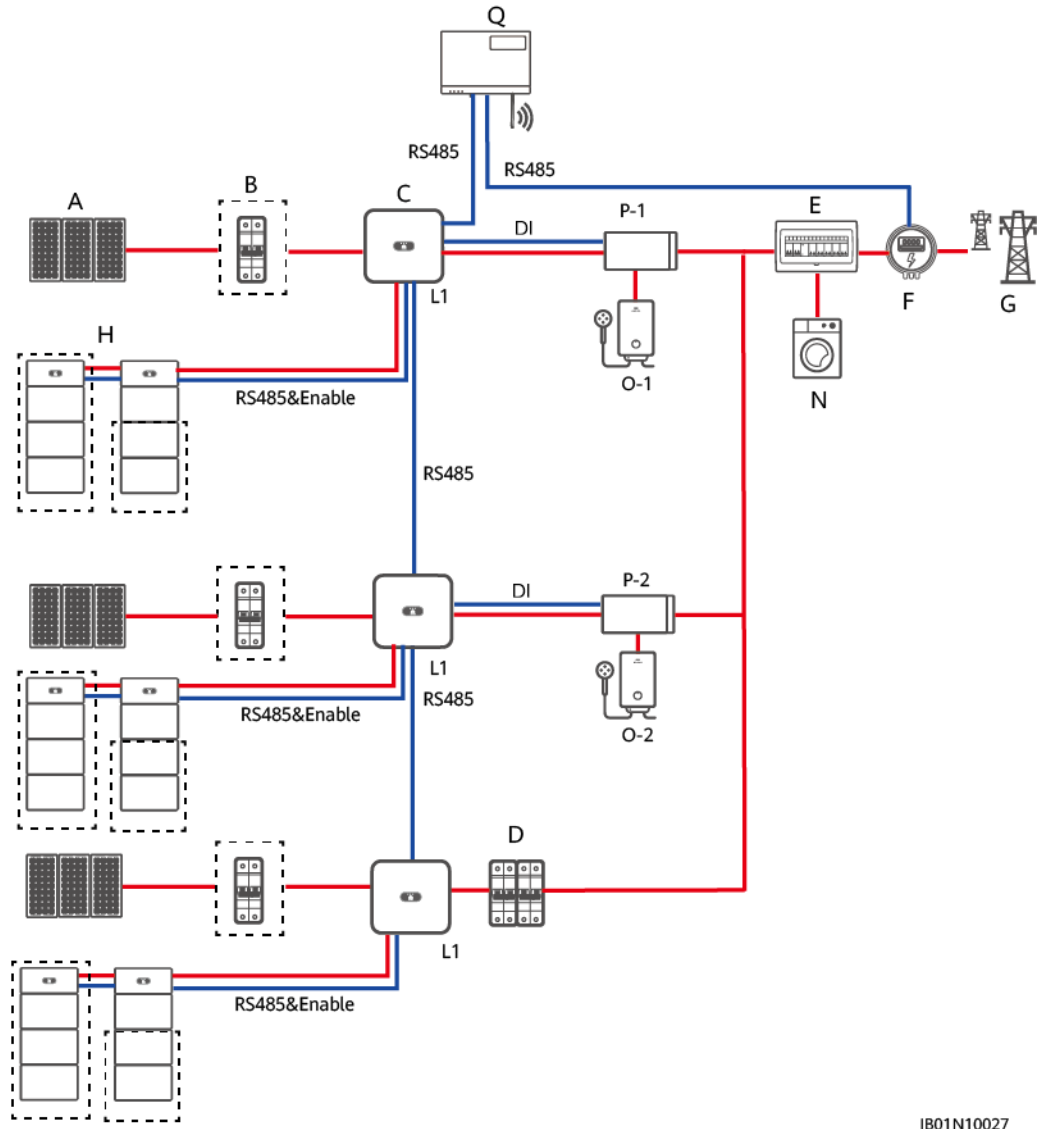 Q
RS485
RS485
A
B
C
DI
P-1
E
L1
O-1
N
F
G
H
RS485&Enable
RS485
DI
P-2
L1
RS485
RS485&Enable
O-2
D
L1
RS485&Enable
IB01N10027